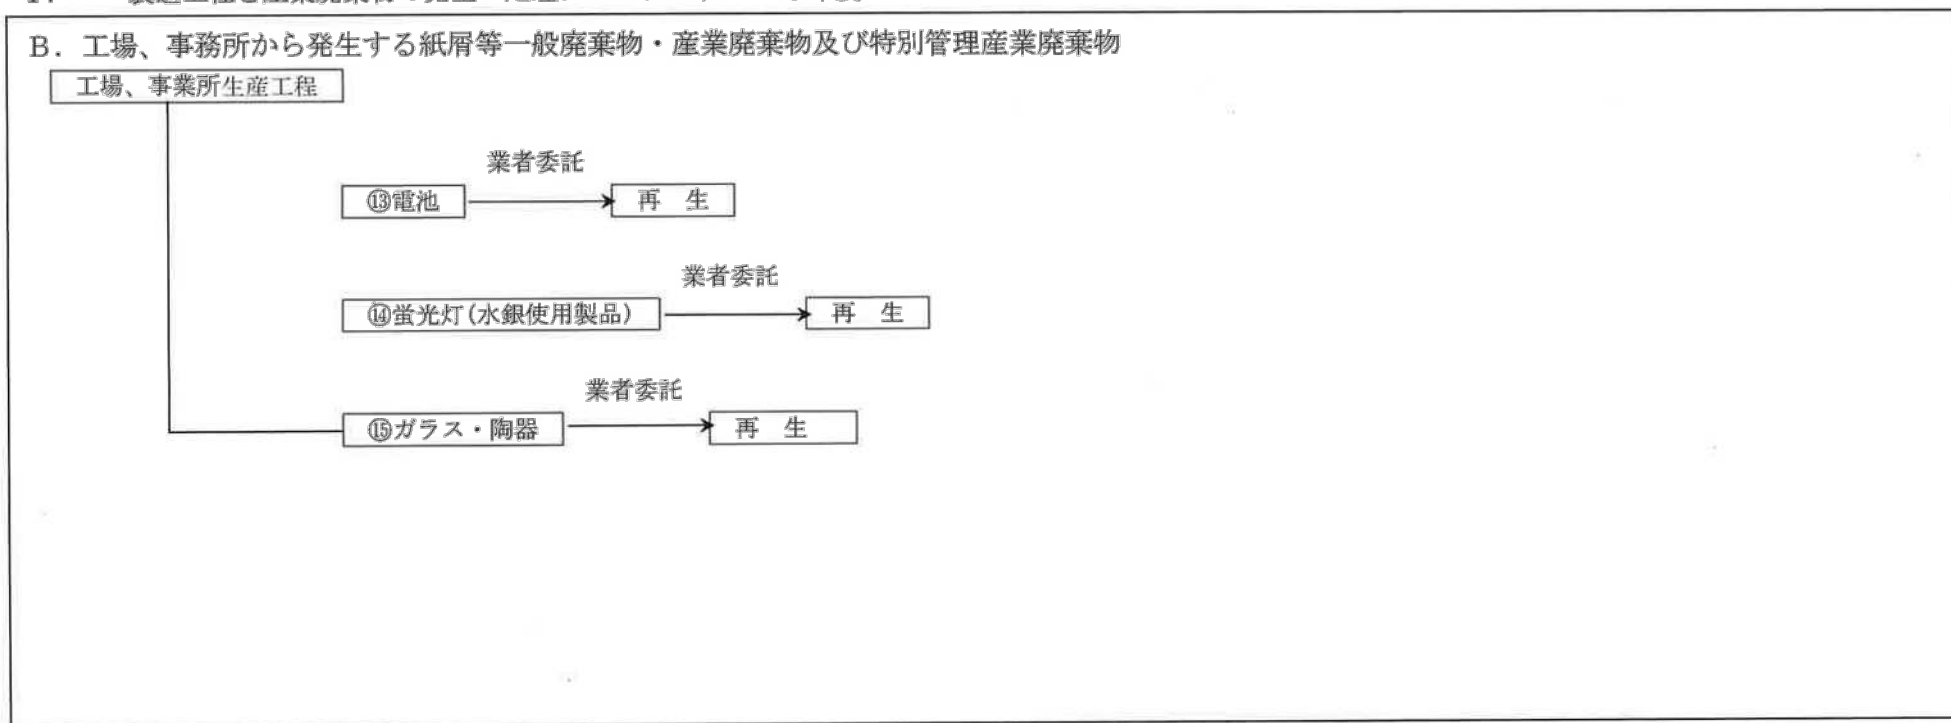 B．工場、事務所から発生する紙屑等一般廃棄物・産業廃棄物及び特別管理産業廃棄物
工場、事業所生産工程
業者委託
⑬電池
再　生
業者委託
⑭蛍光灯(水銀使用製品)
再　生
業者委託
⑮ガラス・陶器
再　生